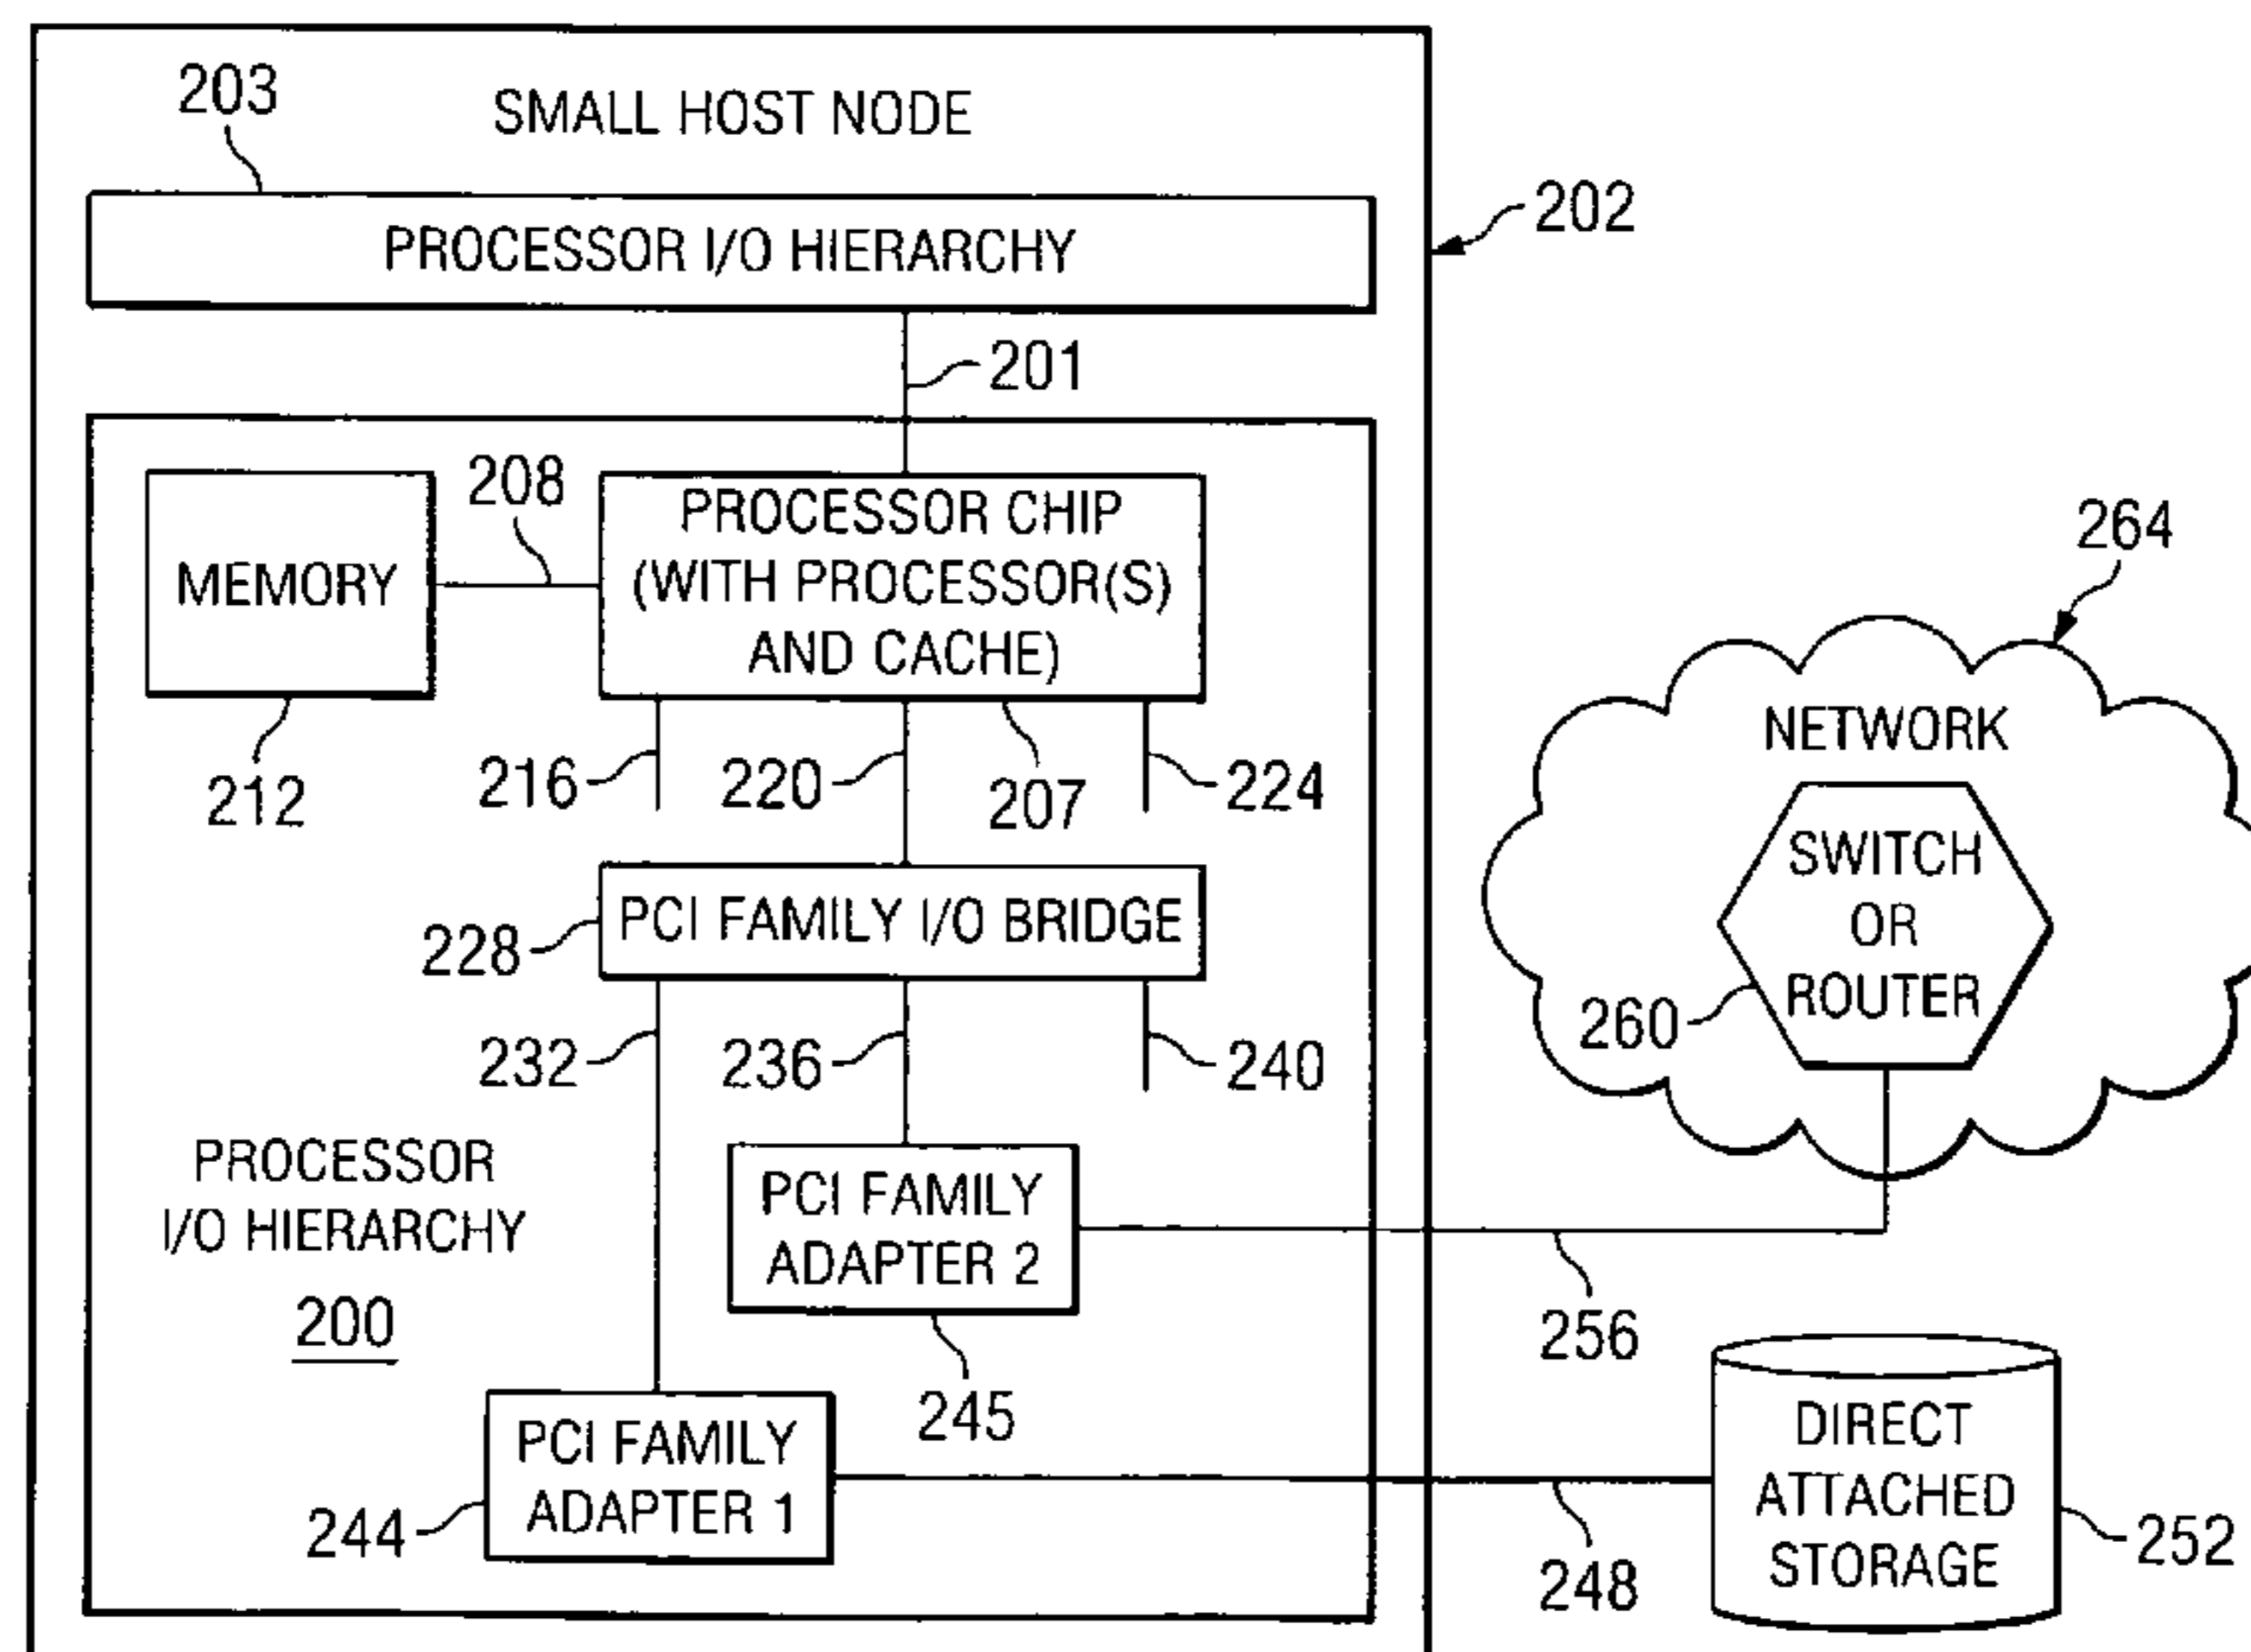 203
SMALL HOST NODE
PROCESSOR I/O HIERARCHY
202
201
MEMORY
208
PROCESSOR CHIP
(WITH PROCESSOR(S)
AND CACHE)
212
216
220
207
224
264
NETWORK
SWITCH
OR
ROUTER
260
228
PCI FAMILY I/O BRIDGE
232
236
240
PROCESSOR
I/O HIERARCHY
200
PCI FAMILY
ADAPTER 2
245
256
PCI FAMILY
ADAPTER 1
244
248
DIRECT
ATTACHED
STORAGE
252